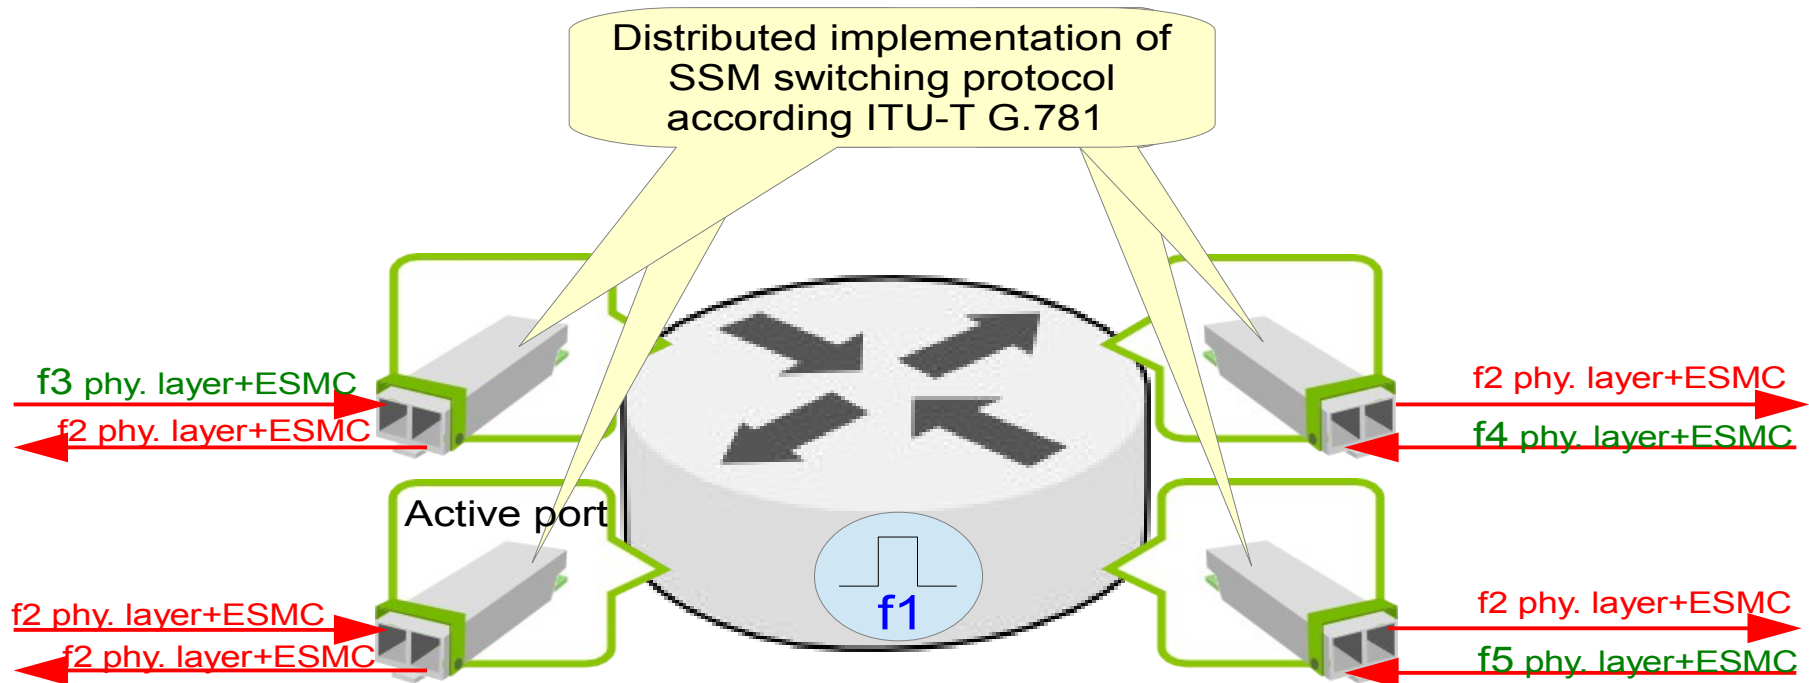 Distributed implementation of
SSM switching protocol
according ITU-T G.781
f3 phy. layer+ESMC
f2 phy. layer+ESMC
f2 phy. layer+ESMC
f4 phy. layer+ESMC
Active port
f2 phy. layer+ESMC
f2 phy. layer+ESMC
f1
f2 phy. layer+ESMC
f5 phy. layer+ESMC